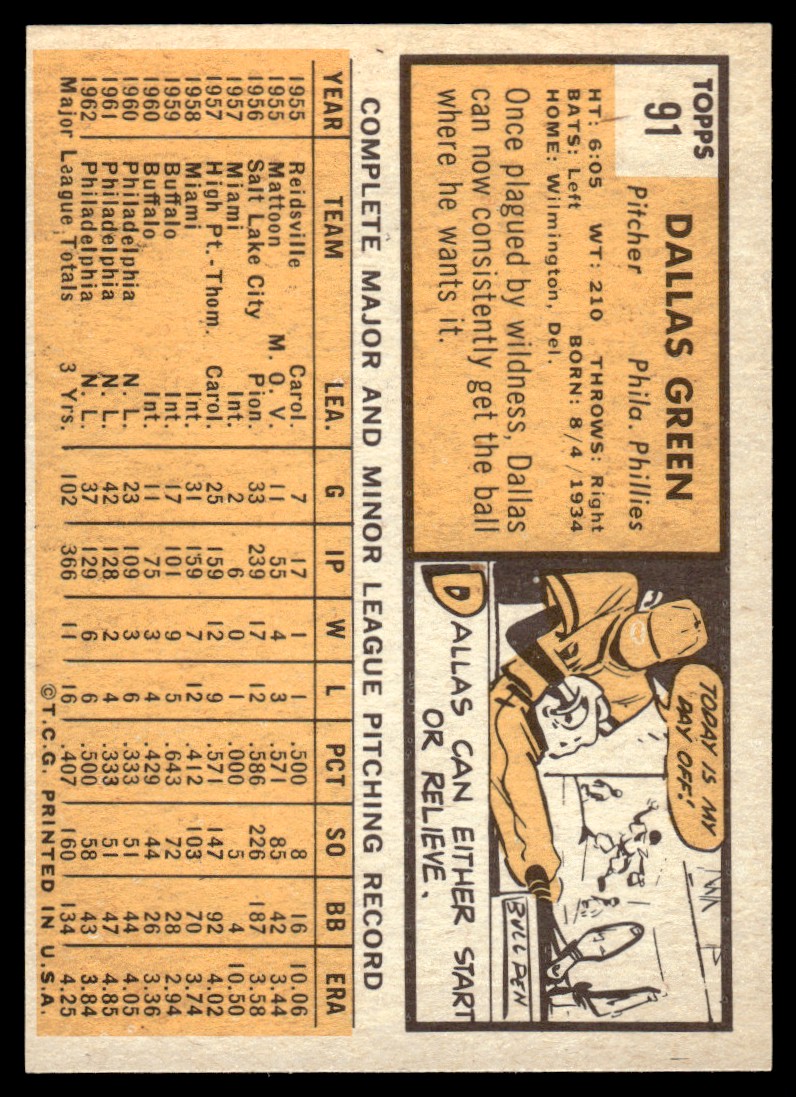 TOPPS
91
DALLAS GREEN
Pitcher Phila. Phillies
HT: 6:05 WT: 210 THROWS: Right
BATS: Left BORN: 8/4/1934
HOME: Wilmington, Del.
Once plagued by wildness, Dallas
can now consistently get the ball
where he wants it.
TODAY IS MY
DAY OFF!
BULLPEN
DALLAS CAN EITHER START
OR RELIEVE.
COMPLETE MAJOR AND MINOR LEAGUE PITCHING RECORD
YEAR TEAM LEA. G IP W L PCT SO BB ERA
1955 Reidsville Carol. 7 17 1 1 .500 8 16 10.06
1955 Mattoon M. O. V. 11 55 4 3 .571 85 42 3.44
1956 Salt Lake City Pion. 33 239 17 12 .586 226 187 3.58
1957 Miami Int. 2 6 0 1 .000 5 4 10.50
1957 High Pt.-Thom. Carol. 25 159 12 9 .571 147 92 4.02
1958 Miami Int. 31 159 7 12 .412 103 70 3.74
1959 Buffalo Int. 17 101 9 5 .643 72 28 2.94
1960 Buffalo Int. 11 75 3 4 .429 44 26 3.36
1960 Philadelphia N. L. 23 109 3 6 .333 51 44 4.05
1961 Philadelphia N. L. 42 128 2 4 .333 51 47 4.85
1962 Philadelphia N. L. 37 129 6 6 .500 58 43 3.84
Major League Totals 3 Yrs. 102 366 11 16 .407 160 134 4.25
©T.C.G. PRINTED IN U.S.A.